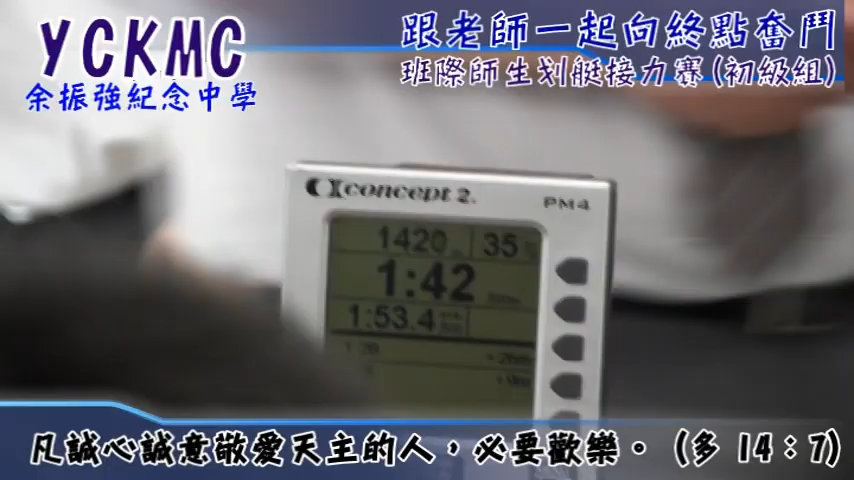 YCKMC
余振強紀念中學
跟老師一起向終點奮鬥
班際師生划艇接力賽(初級組)
concept 2.
PM4
1420
35
1:42
1:53.4
凡誠心誠意敬愛天主的人，必要歡樂。(多 14：7)